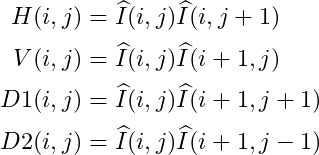 H(i, j) = Î(i, j)Î(i, j + 1)
V(i, j) = Î(i, j)Î(i + 1, j)
D1(i, j) = Î(i, j)Î(i + 1, j + 1)
D2(i, j) = Î(i, j)Î(i + 1, j − 1)